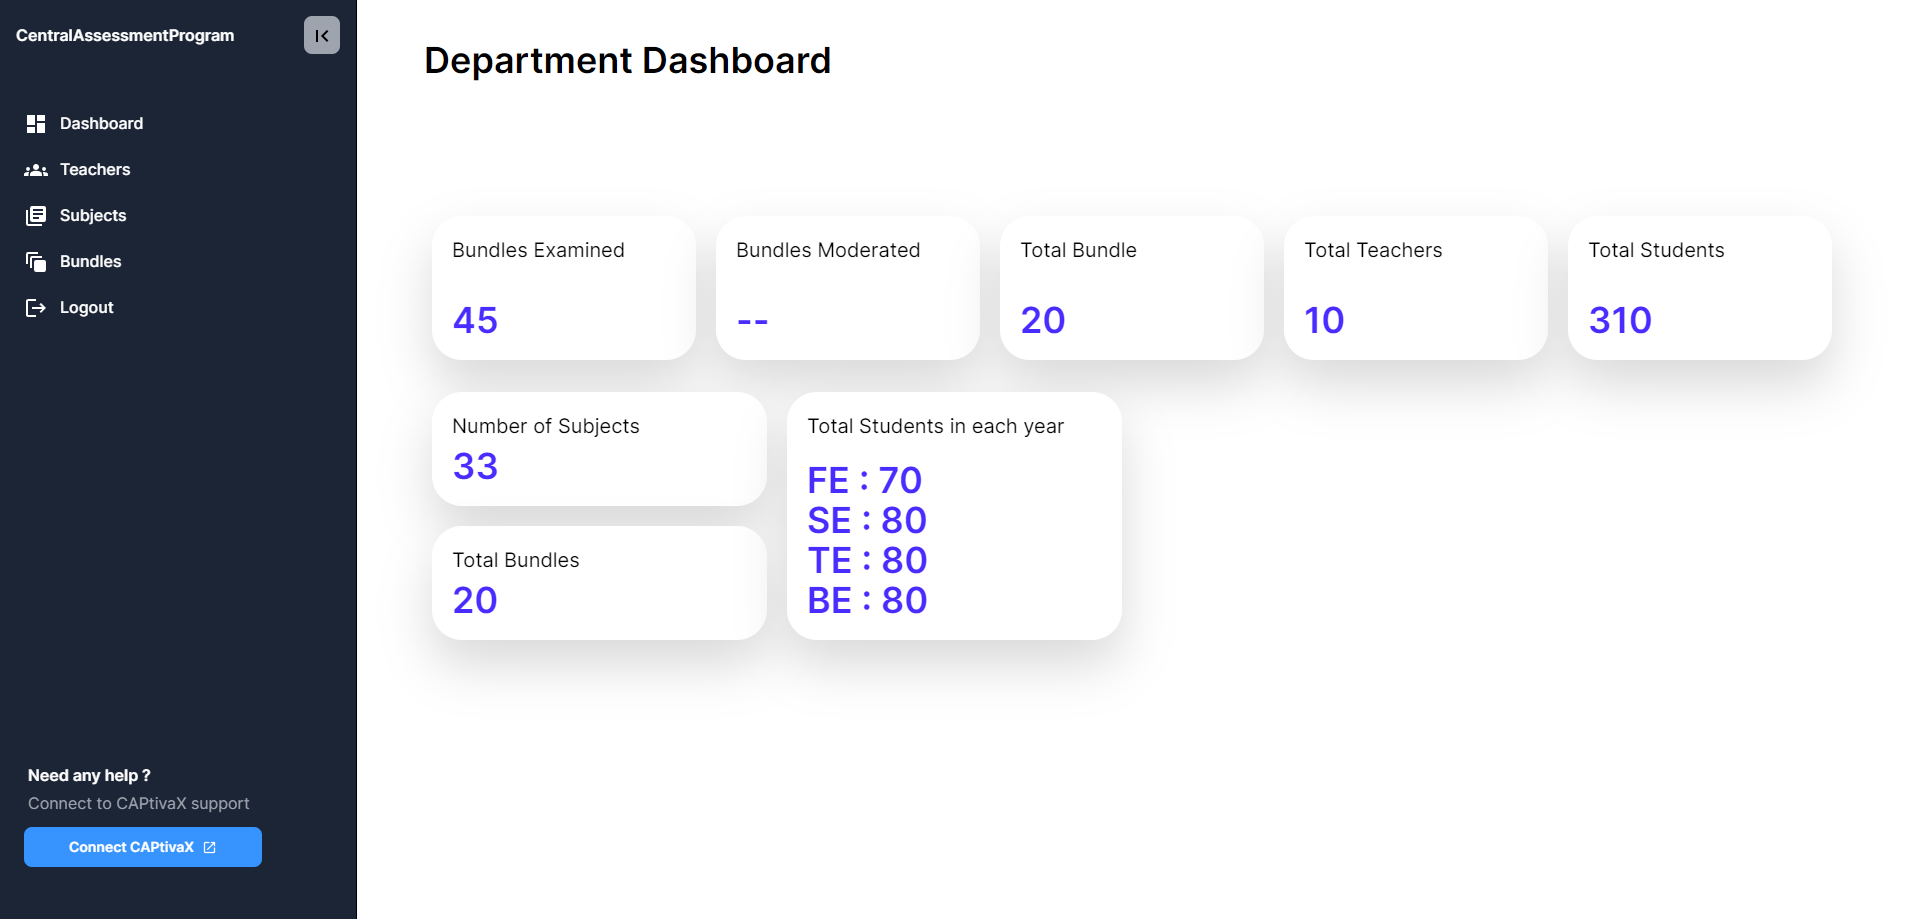 CentralAssessmentProgram
Dashboard
Teachers
Subjects
Bundles
Logout
Need any help ?
Connect to CAPtivaX support
Connect CAPtivaX
Department Dashboard
Bundles Examined
45
Bundles Moderated
--
Total Bundle
20
Total Teachers
10
Total Students
310
Number of Subjects
33
Total Bundles
20
Total Students in each year
FE : 70
SE : 80
TE : 80
BE : 80